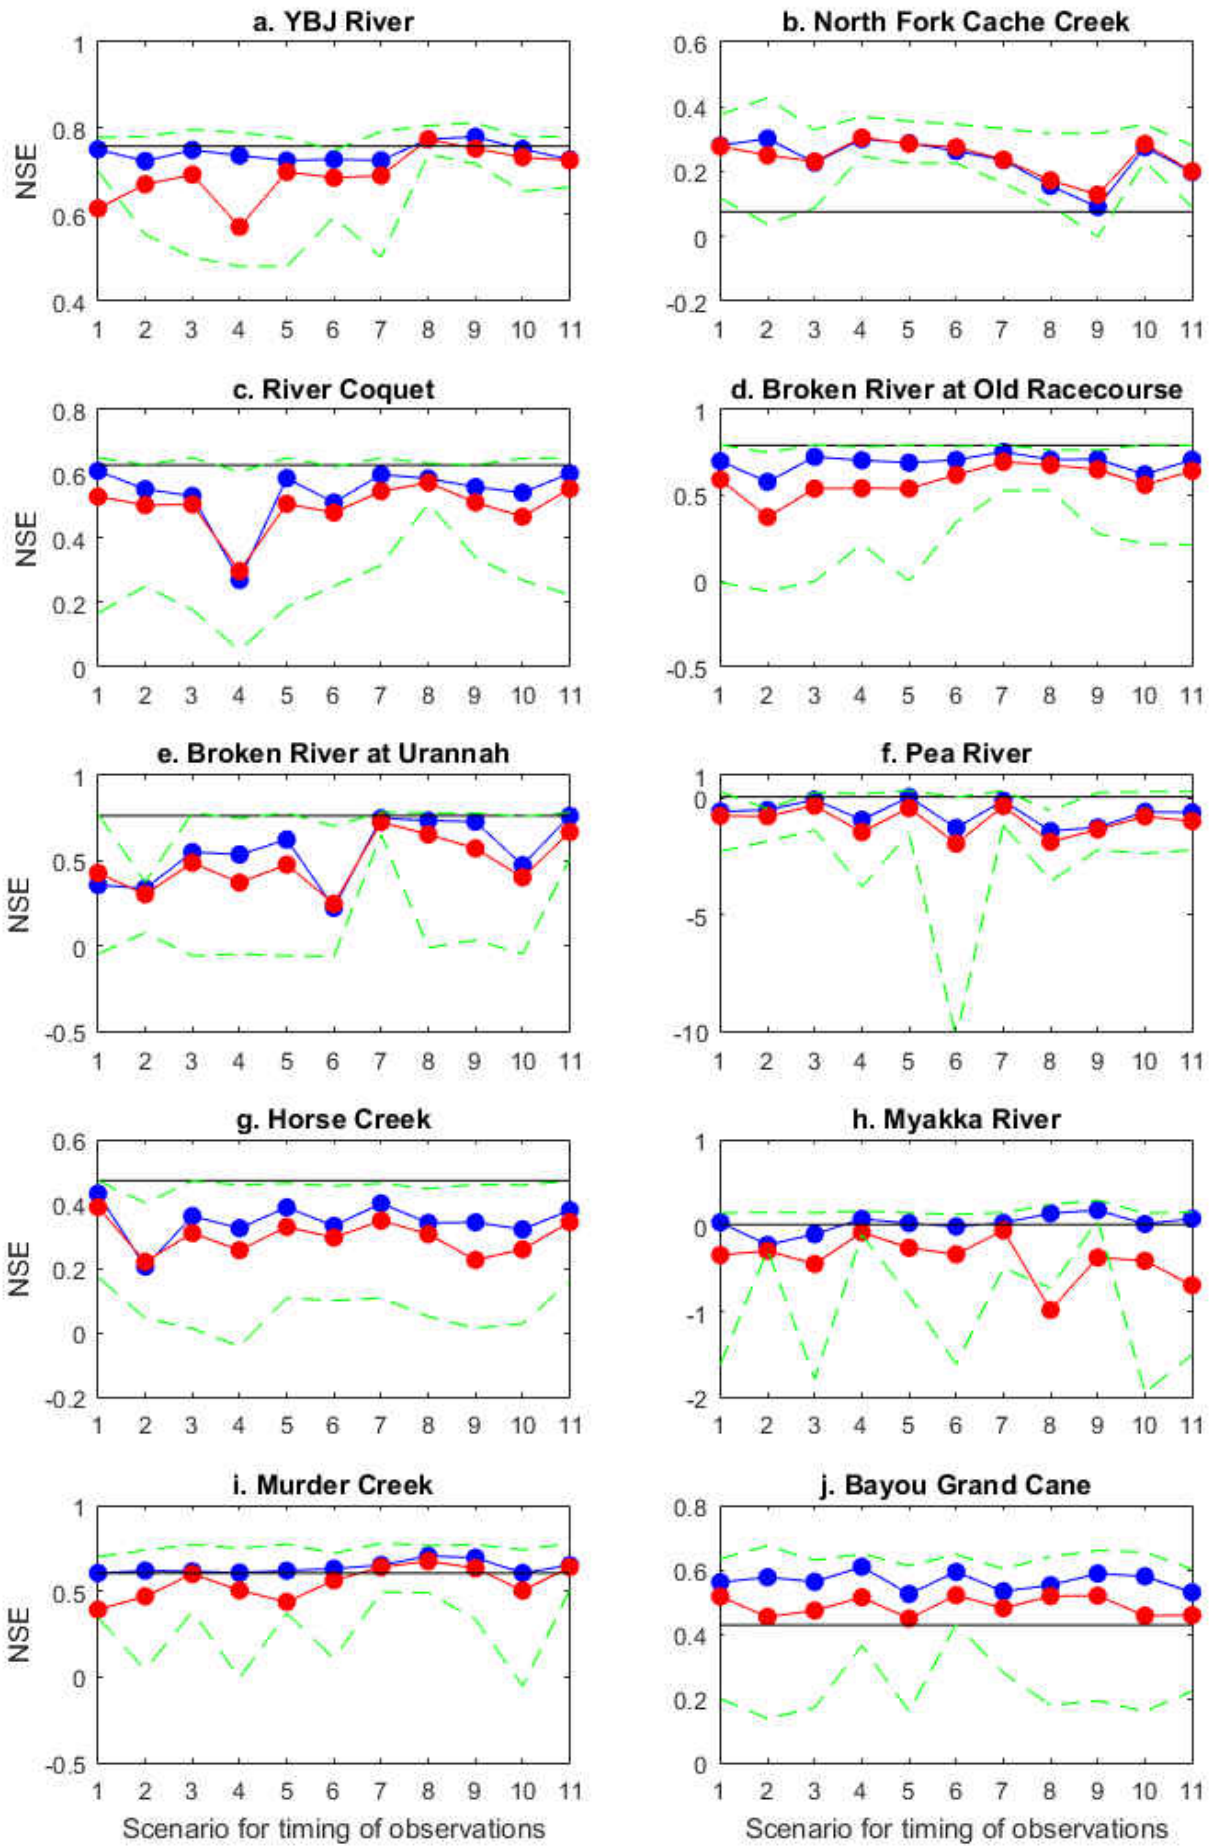 a. YBJ River
b. North Fork Cache Creek
1
0.8
0.6
0.4
NSE
0.6
0.4
0.2
0
-0.2
1 2 3 4 5 6 7 8 9 10 11
1 2 3 4 5 6 7 8 9 10 11
c. River Coquet
d. Broken River at Old Racecourse
0.8
0.6
0.4
0.2
0
NSE
1
0.5
0
-0.5
1 2 3 4 5 6 7 8 9 10 11
1 2 3 4 5 6 7 8 9 10 11
e. Broken River at Urannah
f. Pea River
1
0.5
0
-0.5
NSE
1
0
-5
-10
1 2 3 4 5 6 7 8 9 10 11
1 2 3 4 5 6 7 8 9 10 11
g. Horse Creek
h. Myakka River
0.6
0.4
0.2
0
-0.2
NSE
1
0
-1
-2
1 2 3 4 5 6 7 8 9 10 11
1 2 3 4 5 6 7 8 9 10 11
i. Murder Creek
j. Bayou Grand Cane
1
0.5
0
-0.5
NSE
0.8
0.6
0.4
0.2
0
1 2 3 4 5 6 7 8 9 10 11
1 2 3 4 5 6 7 8 9 10 11
Scenario for timing of observations
Scenario for timing of observations